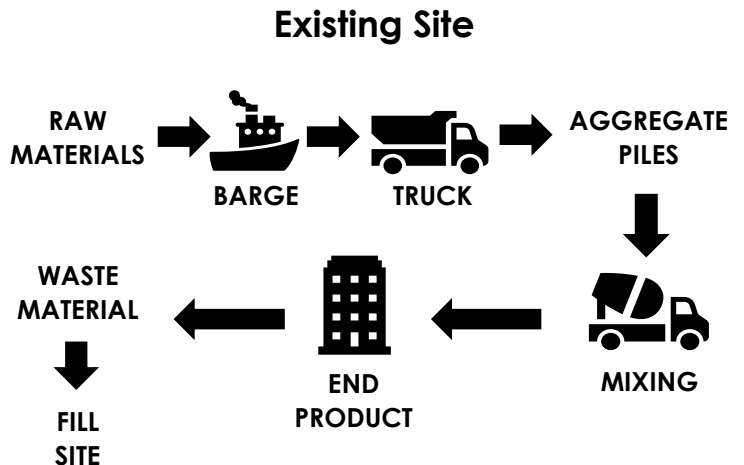 Existing Site
RAW
MATERIALS
BARGE
TRUCK
AGGREGATE
PILES
MIXING
END
PRODUCT
WASTE
MATERIAL
FILL
SITE